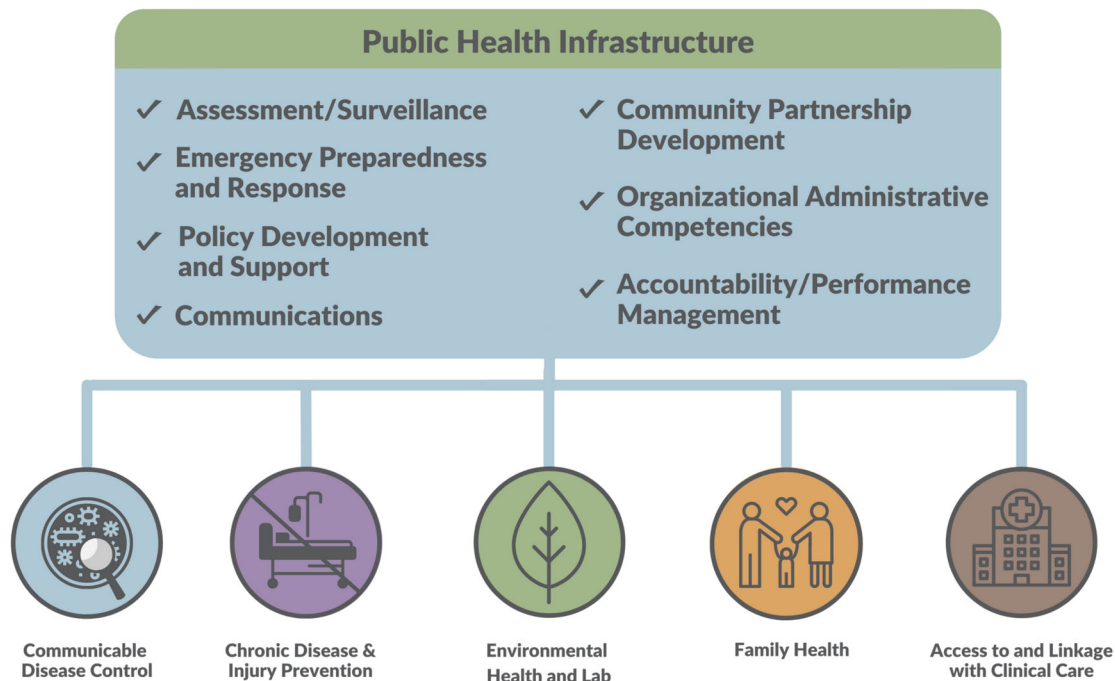 Public Health Infrastructure
Assessment/Surveillance
Emergency Preparedness
and Response
Policy Development
and Support
Communications
Community Partnership
Development
Organizational Administrative
Competencies
Accountability/Performance
Management
Communicable
Disease Control
Chronic Disease &
Injury Prevention
Environmental
Health and Lab
Family Health
Access to and Linkage
with Clinical Care